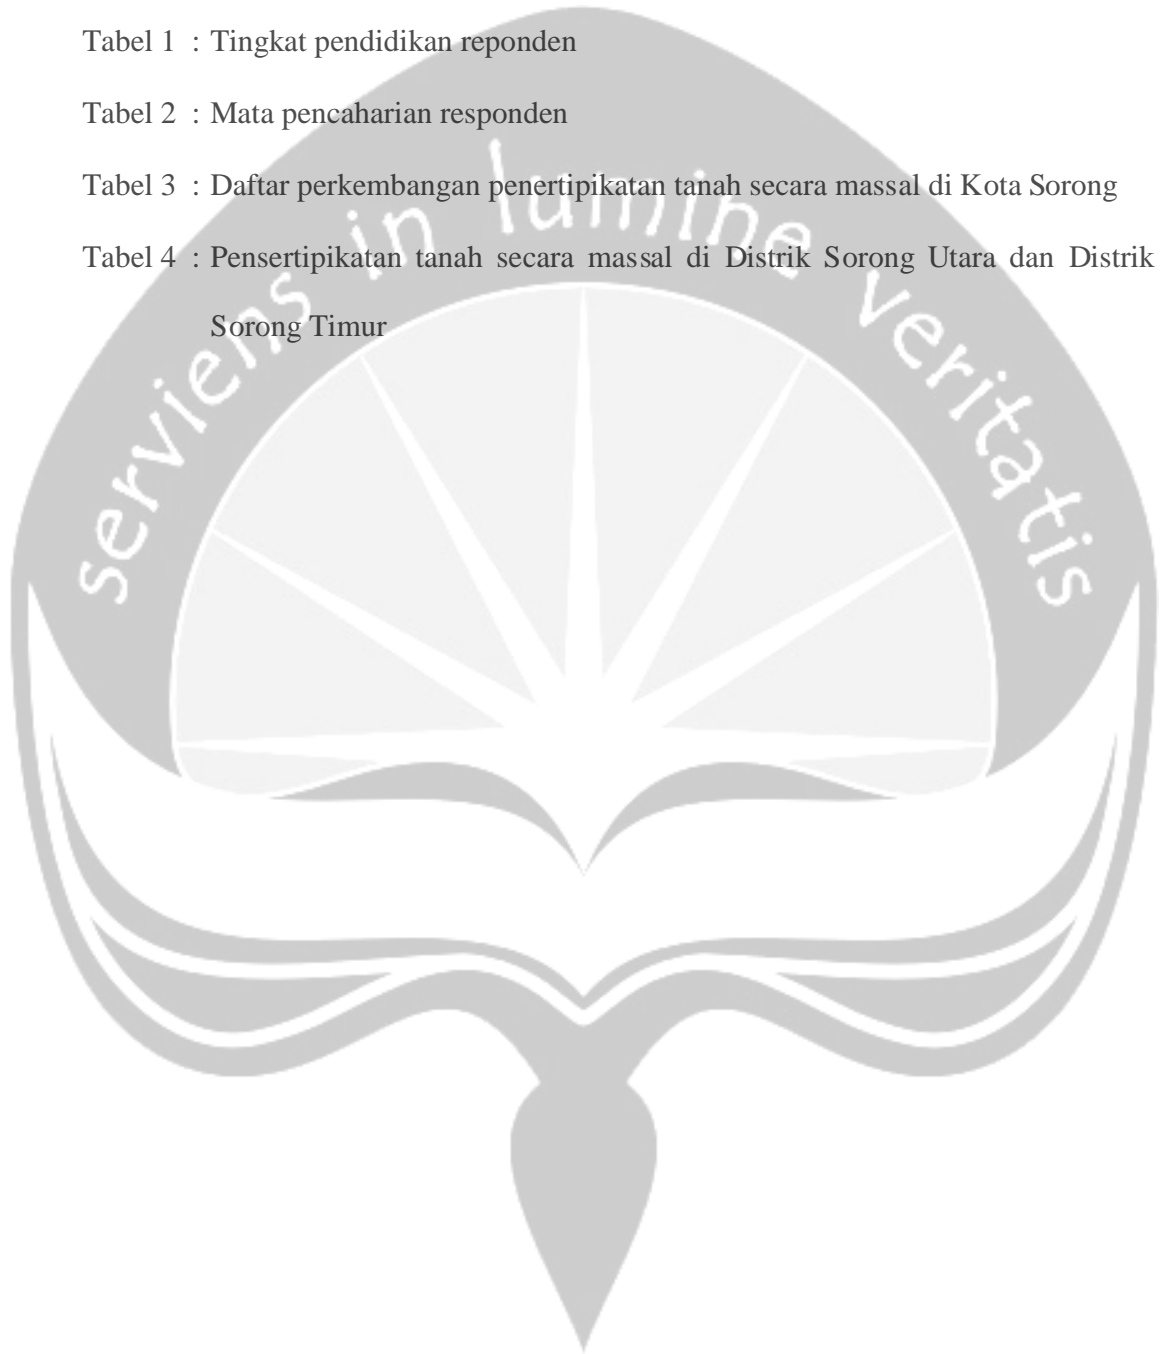 Tabel 1 : Tingkat pendidikan reponden
Tabel 2 : Mata pencaharian responden
Tabel 3 : Daftar perkembangan penertipikatan tanah secara massal di Kota Sorong
Tabel 4 : Pensertipikatan tanah secara massal di Distrik Sorong Utara dan Distrik
Sorong Timur
serviens in lumine veritatis